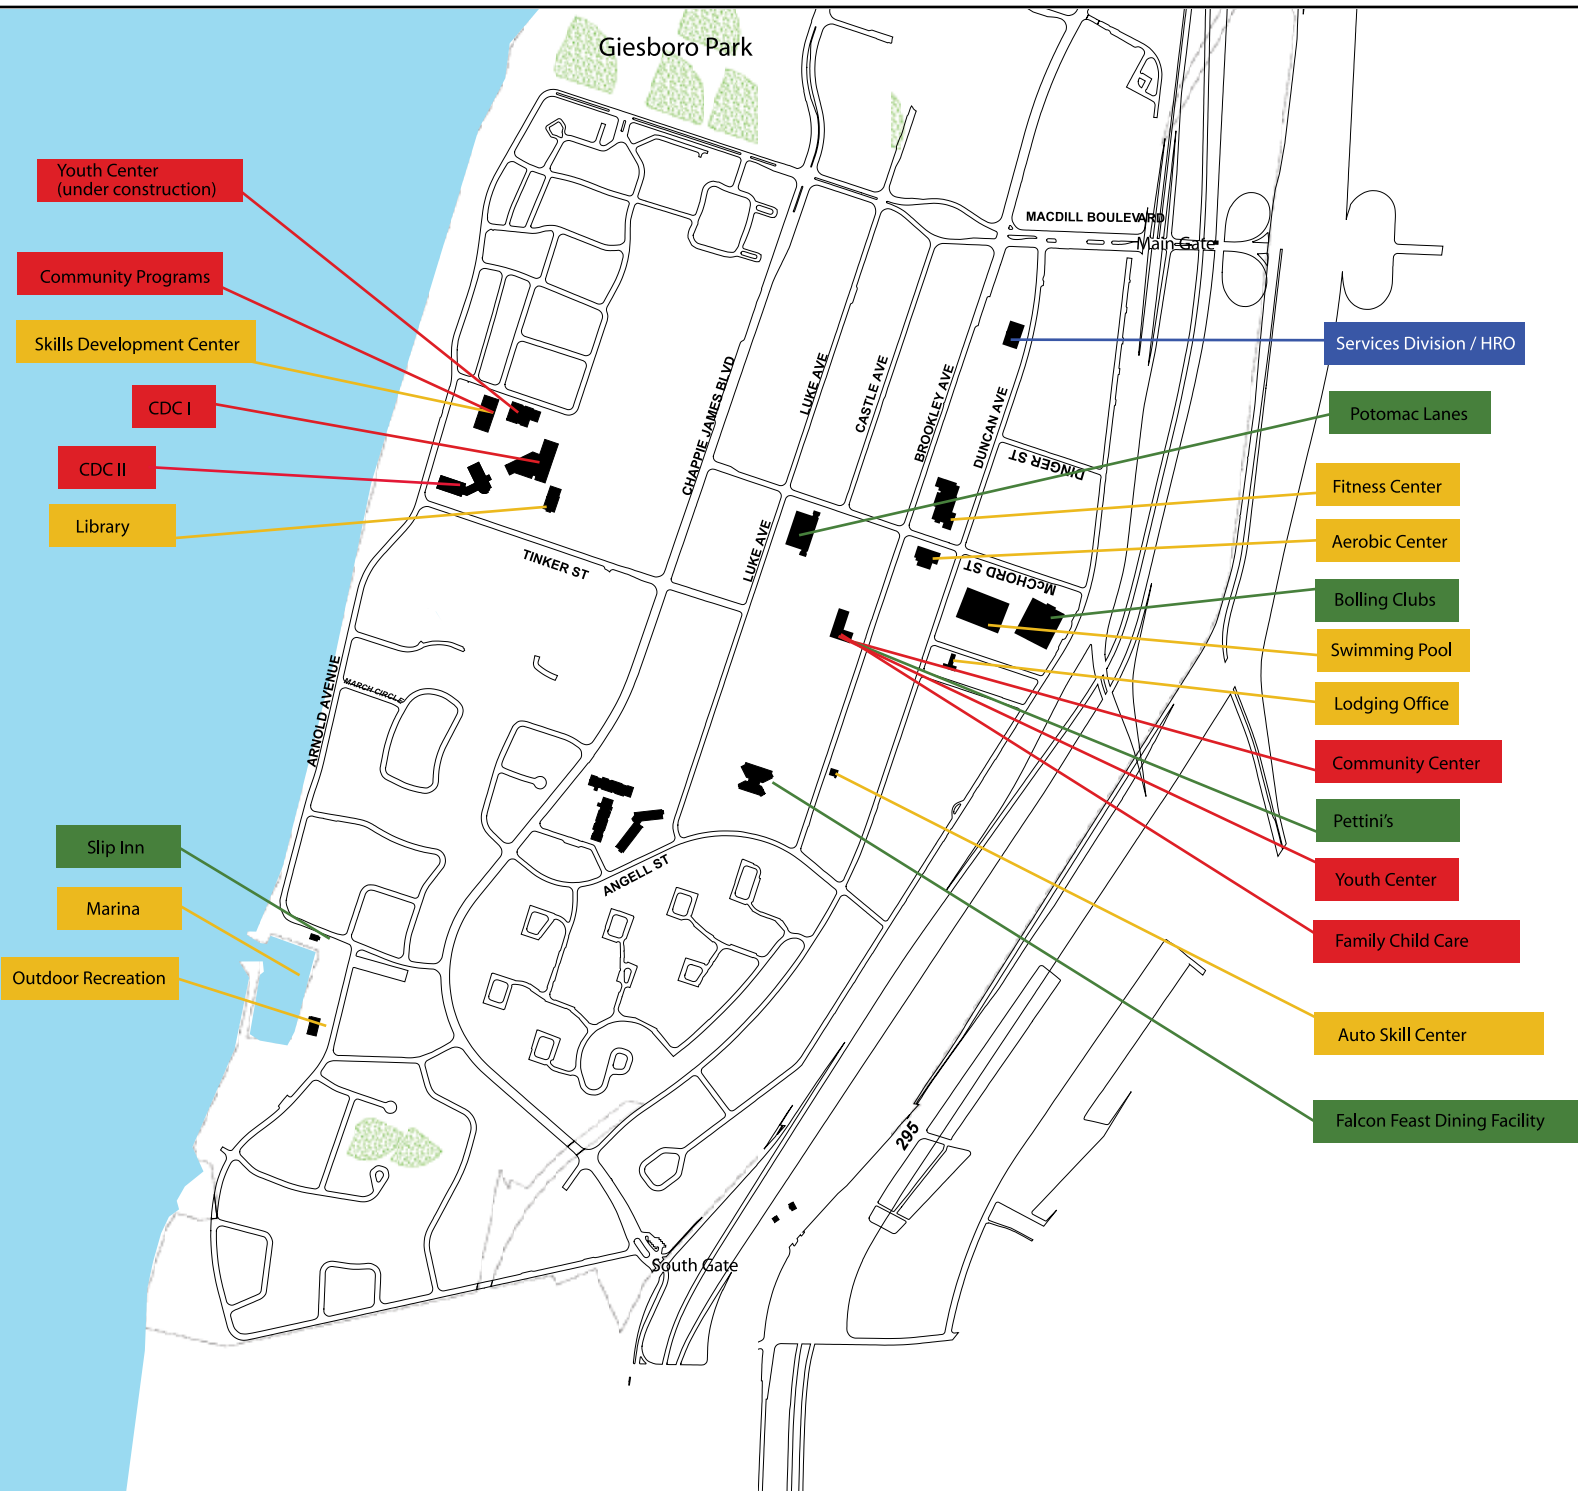 Giesboro Park
Youth Center
(under construction)
Community Programs
Skills Development Center
CDC I
CDC II
Library
Slip Inn
Marina
Outdoor Recreation
MACDILL BOULEVARD
Main Gate
CHAPPIE JAMES BLVD
LUKE AVE
CASTLE AVE
BROOKLEY AVE
DUNCAN AVE
DINGER ST
LUKE AVE
TINKER ST
McCHORD ST
ARNOLD AVENUE
MARCH CIRCLE
ANGELL ST
295
South Gate
Services Division / HRO
Potomac Lanes
Fitness Center
Aerobic Center
Bolling Clubs
Swimming Pool
Lodging Office
Community Center
Pettini's
Youth Center
Family Child Care
Auto Skill Center
Falcon Feast Dining Facility